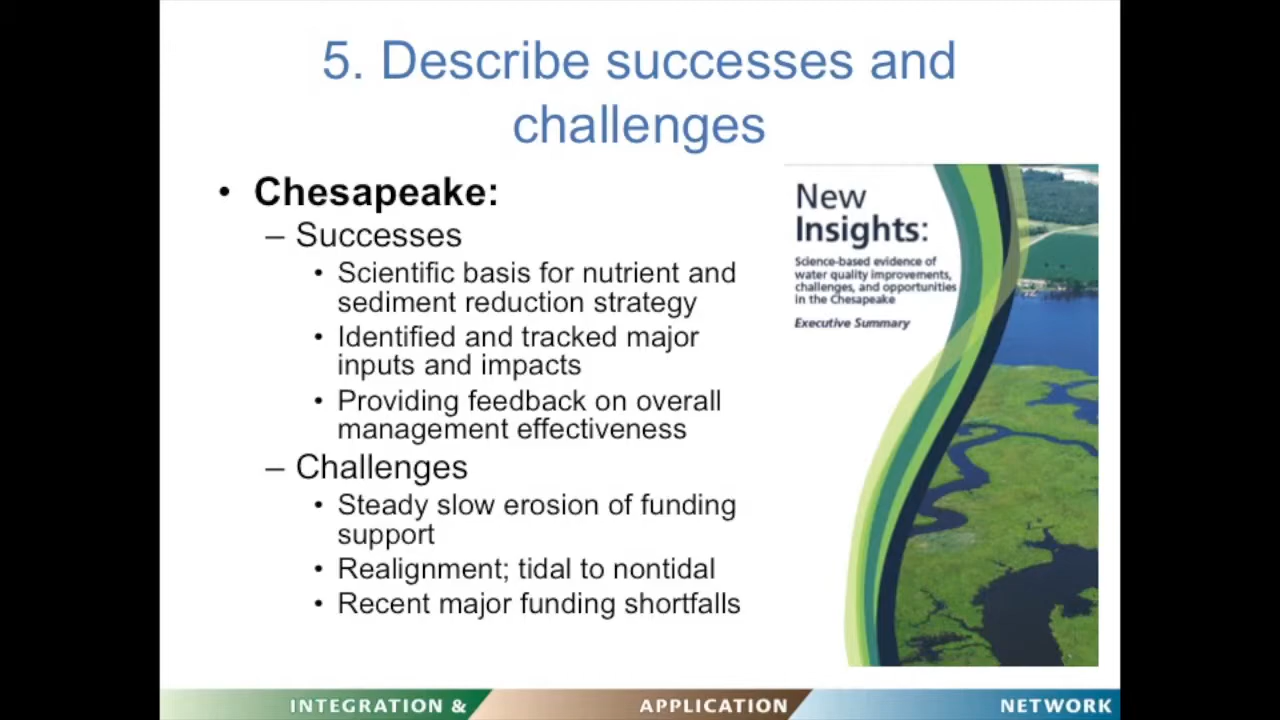 5. Describe successes and
challenges
• Chesapeake:
– Successes
• Scientific basis for nutrient and
sediment reduction strategy
• Identified and tracked major
inputs and impacts
• Providing feedback on overall
management effectiveness
– Challenges
• Steady slow erosion of funding
support
• Realignment; tidal to nontidal
• Recent major funding shortfalls
New
Insights:
Science-based evidence of
water quality improvements,
challenges, and opportunities
in the Chesapeake
Executive Summary
INTEGRATION & APPLICATION NETWORK